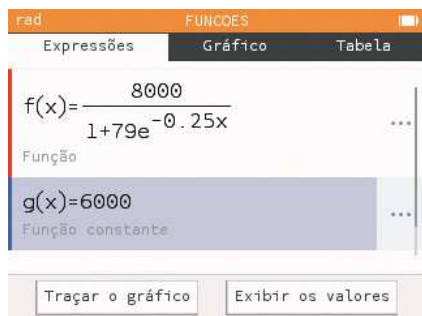 rad FUNCOES
Expressões Gráfico Tabela
f(x)=8000/(1+79e^-0.25x)
Função
...
g(x)=6000
Função constante
...
Traçar o gráfico Exibir os valores